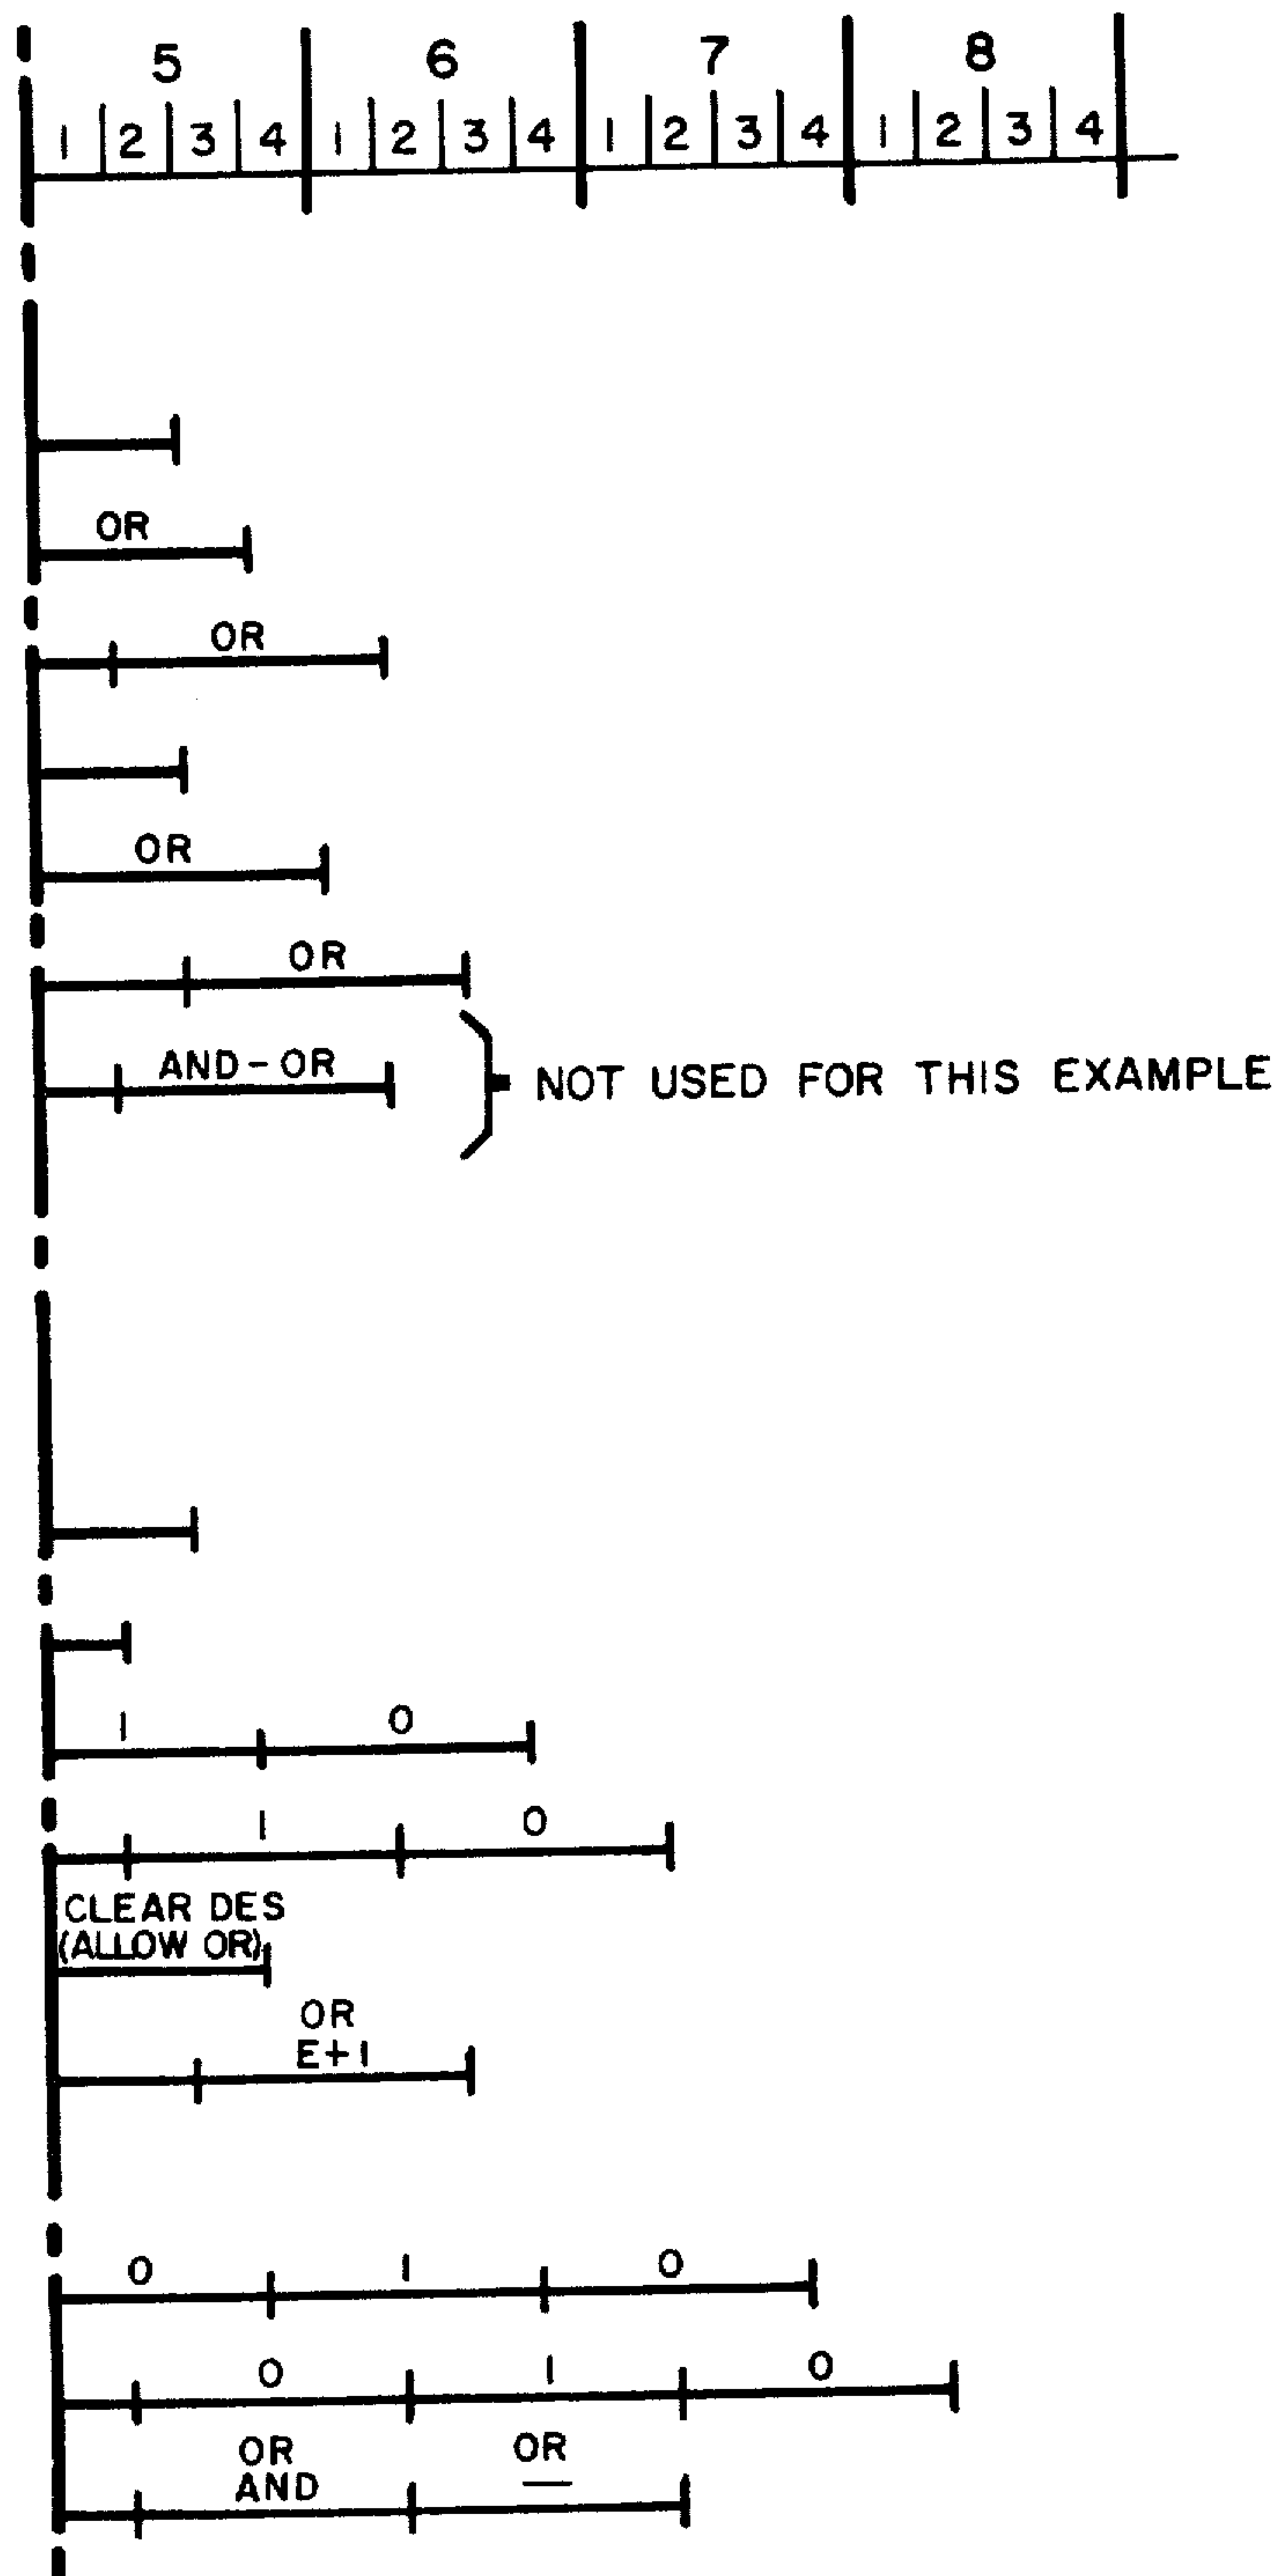 5 6 7 8
1 2 3 4 1 2 3 4 1 2 3 4 1 2 3 4
OR
OR
OR
OR
AND-OR
NOT USED FOR THIS EXAMPLE
1 0
1 0
CLEAR DES
(ALLOW OR)
OR
E+1
0 1 0
0 1 0
OR OR
AND —